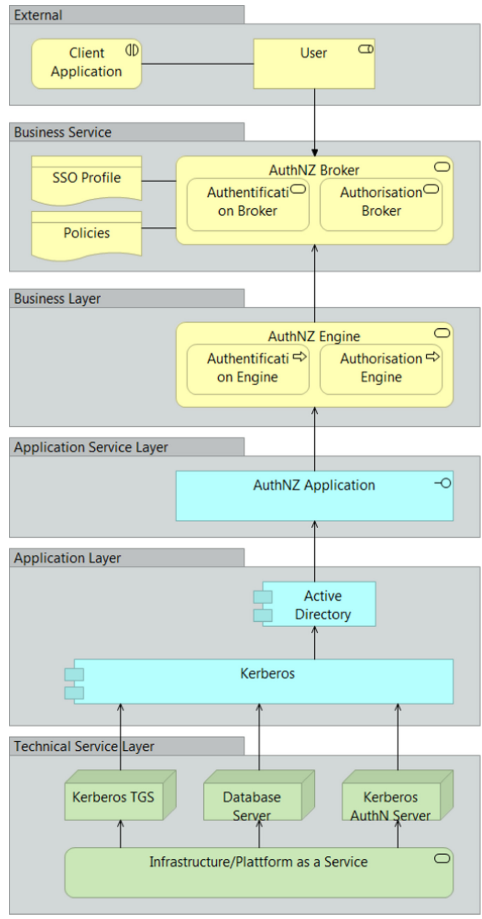 External
Client
Application
User
Business Service
SSO Profile
Policies
AuthNZ Broker
Authentificati
on Broker
Authorisation
Broker
Business Layer
AuthNZ Engine
Authentificati
on Engine
Authorisation
Engine
Application Service Layer
AuthNZ Application
Application Layer
Active
Directory
Kerberos
Technical Service Layer
Kerberos TGS
Database
Server
Kerberos
AuthN Server
Infrastructure/Plattform as a Service